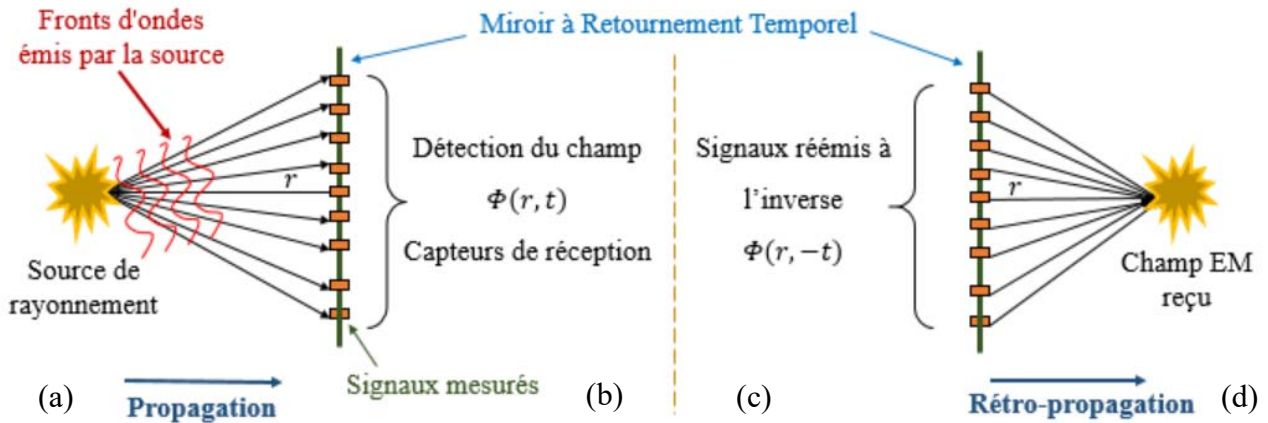 Fronts d'ondes
émis par la source
Miroir à Retournement Temporel
r
Source de
rayonnement
Détection du champ
Φ(r, t)
Capteurs de réception
Signaux mesurés
(a)
Propagation
(b)
Signaux réémis à
l'inverse
Φ(r, −t)
r
Champ EM
reçu
(c)
Rétro-propagation
(d)